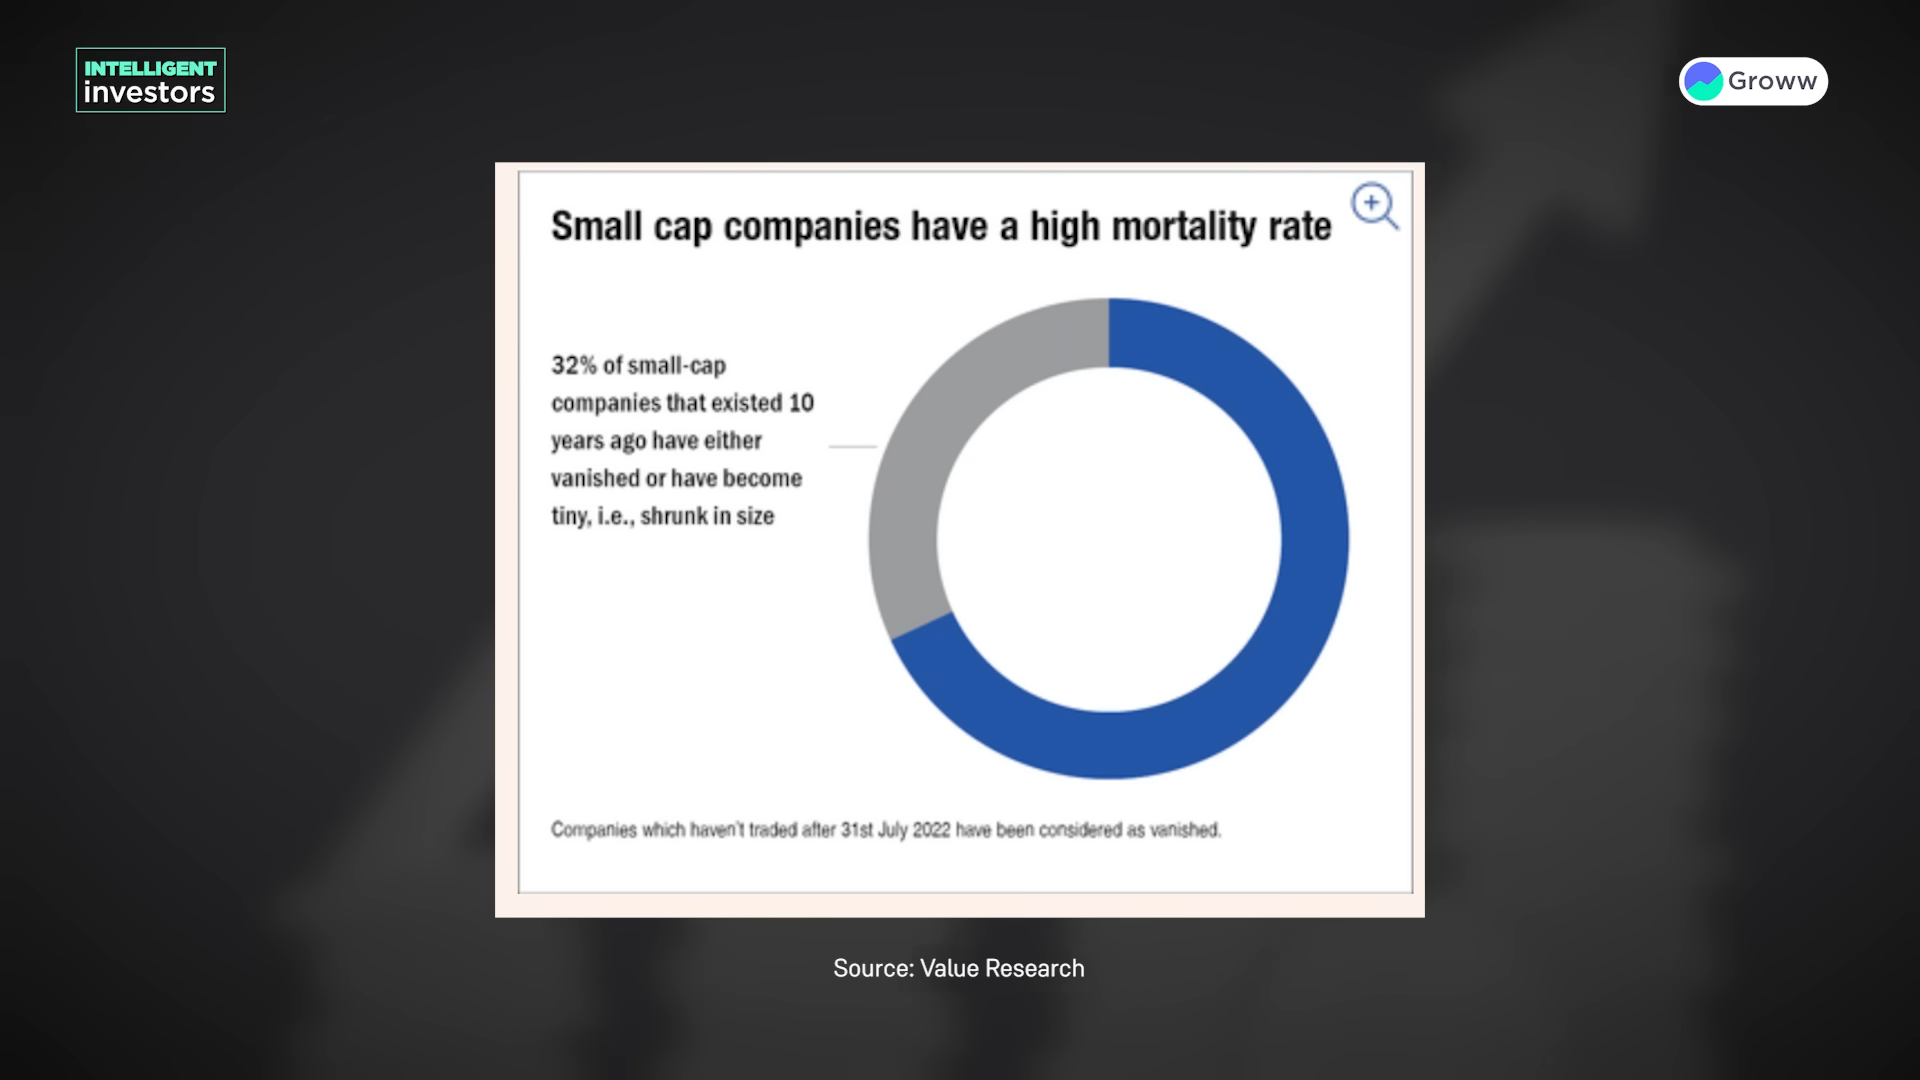 INTELLIGENT
investors
Groww
Small cap companies have a high mortality rate
32% of small-cap
companies that existed 10
years ago have either
vanished or have become
tiny, i.e., shrunk in size
Companies which haven't traded after 31st July 2022 have been considered as vanished.
Source: Value Research